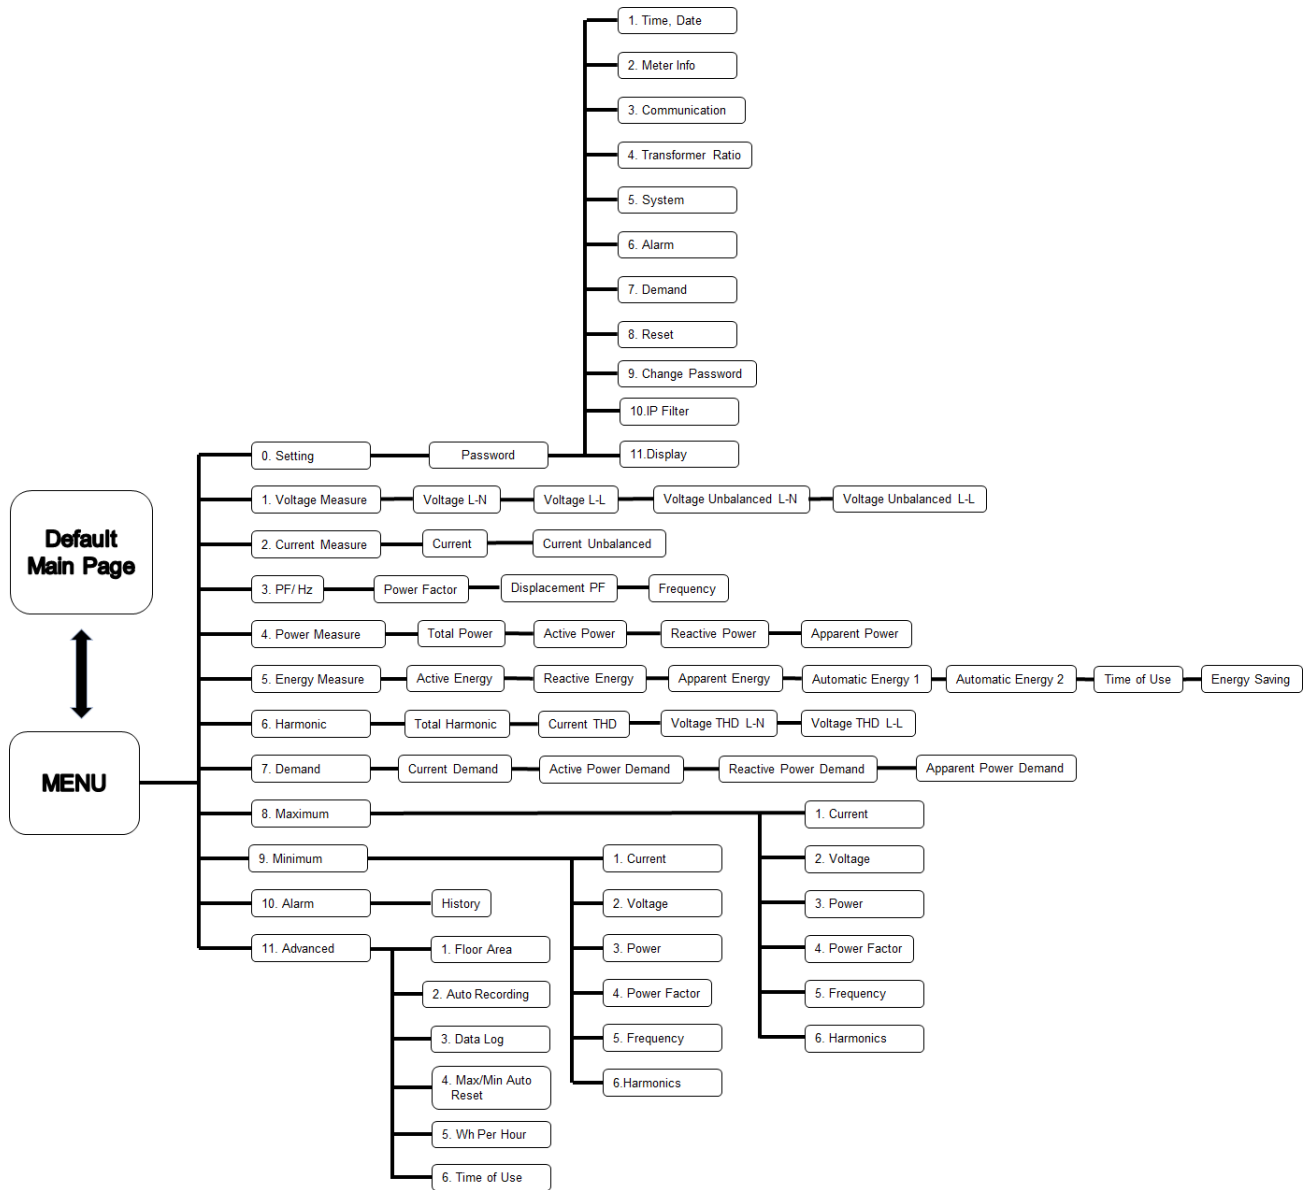 1. Time, Date
2. Meter Info
3. Communication
4. Transformer Ratio
5. System
6. Alarm
7. Demand
8. Reset
9. Change Password
10.IP Filter
11.Display
0. Setting
Password
1. Voltage Measure
Voltage L-N
Voltage L-L
Voltage Unbalanced L-N
Voltage Unbalanced L-L
Default
Main Page
2. Current Measure
Current
Current Unbalanced
3. PF/ Hz
Power Factor
Displacement PF
Frequency
4. Power Measure
Total Power
Active Power
Reactive Power
Apparent Power
5. Energy Measure
Active Energy
Reactive Energy
Apparent Energy
Automatic Energy 1
Automatic Energy 2
Time of Use
Energy Saving
6. Harmonic
Total Harmonic
Current THD
Voltage THD L-N
Voltage THD L-L
MENU
7. Demand
Current Demand
Active Power Demand
Reactive Power Demand
Apparent Power Demand
8. Maximum
1. Current
2. Voltage
3. Power
4. Power Factor
5. Frequency
6. Harmonics
9. Minimum
1. Current
2. Voltage
3. Power
4. Power Factor
5. Frequency
6.Harmonics
10. Alarm
History
11. Advanced
1. Floor Area
2. Auto Recording
3. Data Log
4. Max/Min Auto
Reset
5. Wh Per Hour
6. Time of Use